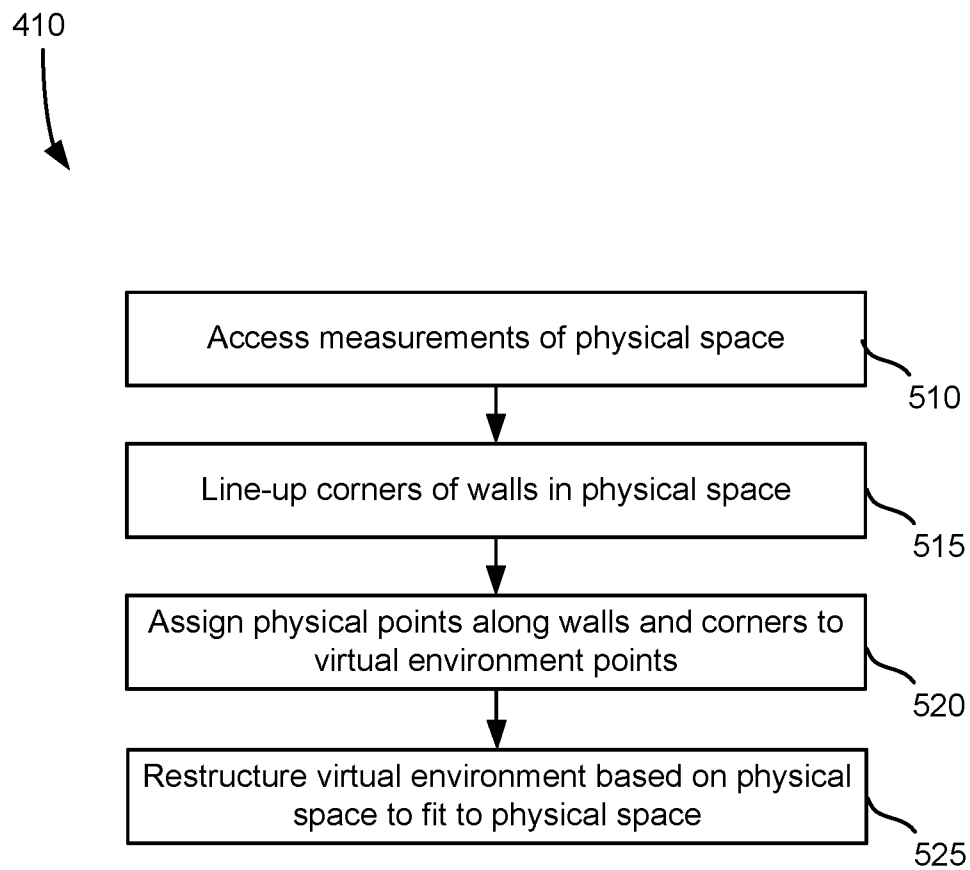 410
Access measurements of physical space
510
Line-up corners of walls in physical space
515
Assign physical points along walls and corners to
virtual environment points
520
Restructure virtual environment based on physical
space to fit to physical space
525